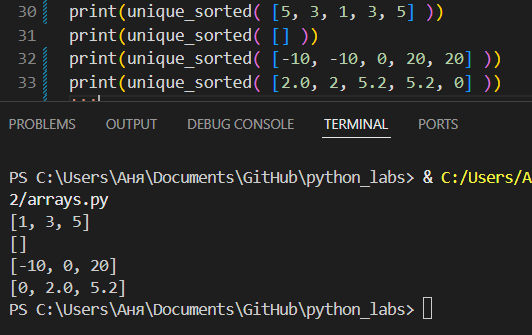 30 print(unique_sorted( [5, 3, 1, 3, 5] ))
31 print(unique_sorted( [] ))
32 print(unique_sorted( [-10, -10, 0, 20, 20] ))
33 print(unique_sorted( [2.0, 2, 5.2, 5.2, 0] ))
PROBLEMS OUTPUT DEBUG CONSOLE TERMINAL PORTS
PS C:\Users\Аня\Documents\GitHub\python_labs> & C:/Users/А
2/arrays.py
[1, 3, 5]
[]
[-10, 0, 20]
[0, 2.0, 5.2]
PS C:\Users\Аня\Documents\GitHub\python_labs>